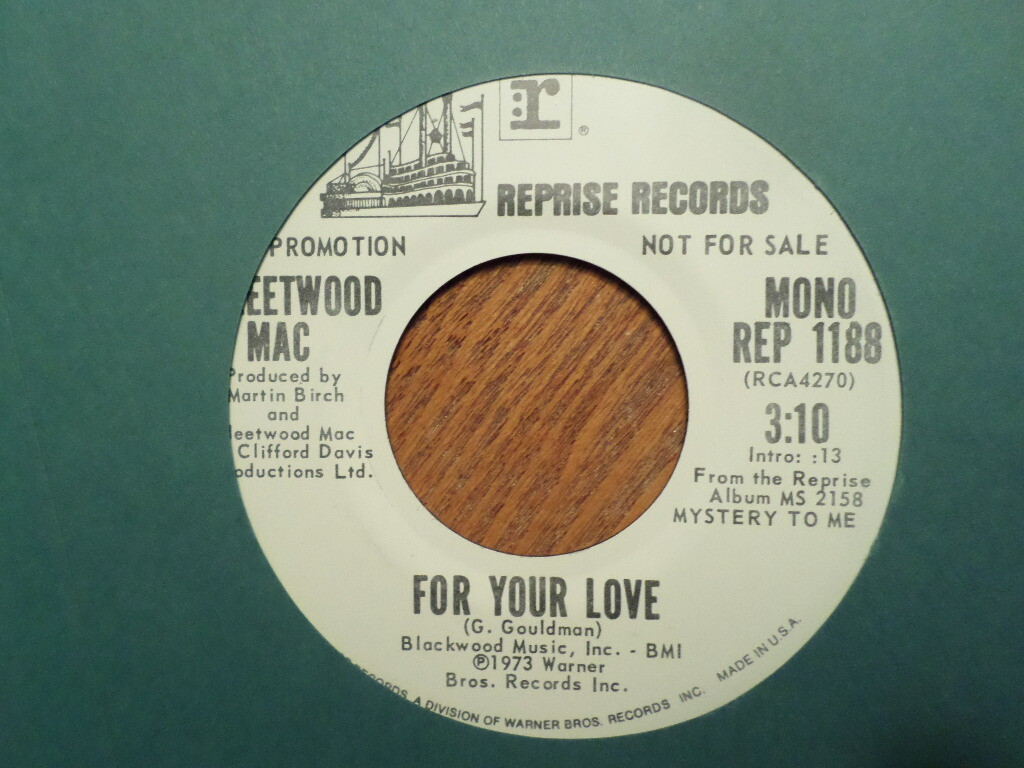 r ®
REPRISE RECORDS
PROMOTION
NOT FOR SALE
EETWOOD
MAC
Produced by
Martin Birch
and
leetwood Mac
Clifford Davis
oductions Ltd.
MONO
REP 1188
(RCA4270)
3:10
Intro: :13
From the Reprise
Album MS 2158
MYSTERY TO ME
FOR YOUR LOVE
(G. Gouldman)
Blackwood Music, Inc. - BMI
℗1973 Warner
Bros. Records Inc.
RECORDS, A DIVISION OF WARNER BROS. RECORDS INC. MADE IN U.S.A.